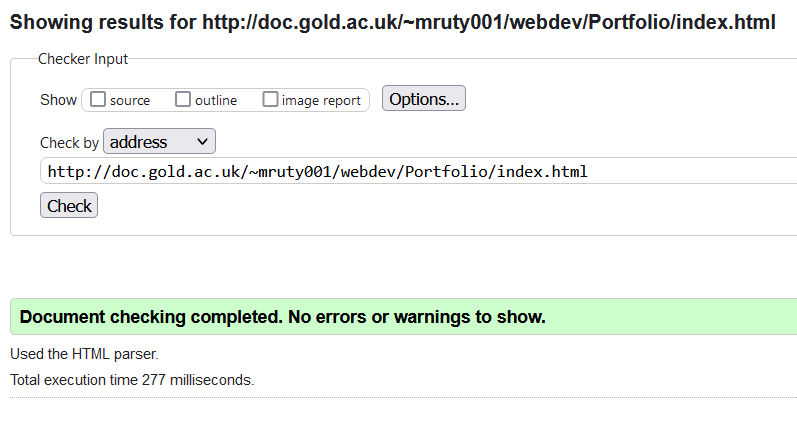 Showing results for http://doc.gold.ac.uk/~mruty001/webdev/Portfolio/index.html
Checker Input
Show source outline image report Options...
Check by address
http://doc.gold.ac.uk/~mruty001/webdev/Portfolio/index.html
Check
Document checking completed. No errors or warnings to show.
Used the HTML parser.
Total execution time 277 milliseconds.